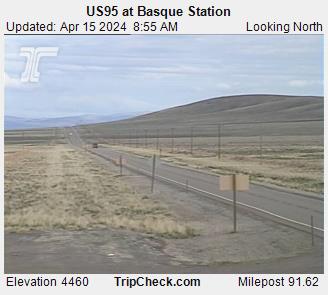 US95 at Basque Station
Updated: Apr 15 2024 8:55 AM Looking North
Elevation 4460 TripCheck.com Milepost 91.62